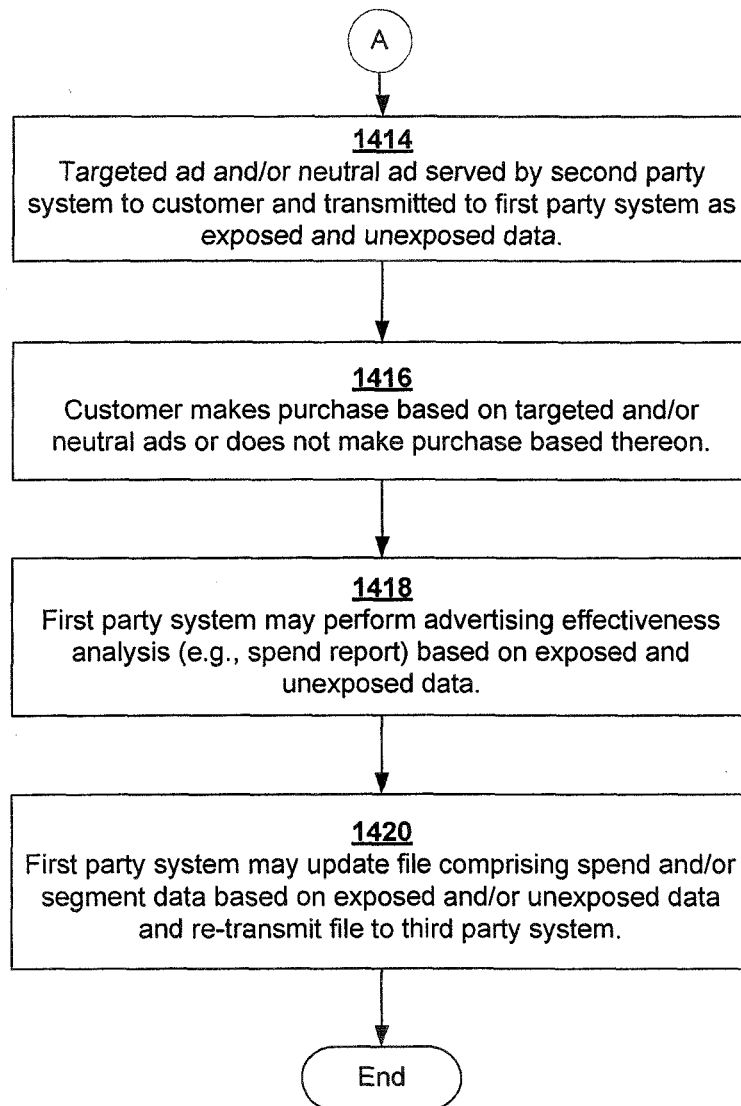 A
1414
Targeted ad and/or neutral ad served by second party
system to customer and transmitted to first party system as
exposed and unexposed data.
1416
Customer makes purchase based on targeted and/or
neutral ads or does not make purchase based thereon.
1418
First party system may perform advertising effectiveness
analysis (e.g., spend report) based on exposed and
unexposed data.
1420
First party system may update file comprising spend and/or
segment data based on exposed and/or unexposed data
and re-transmit file to third party system.
End